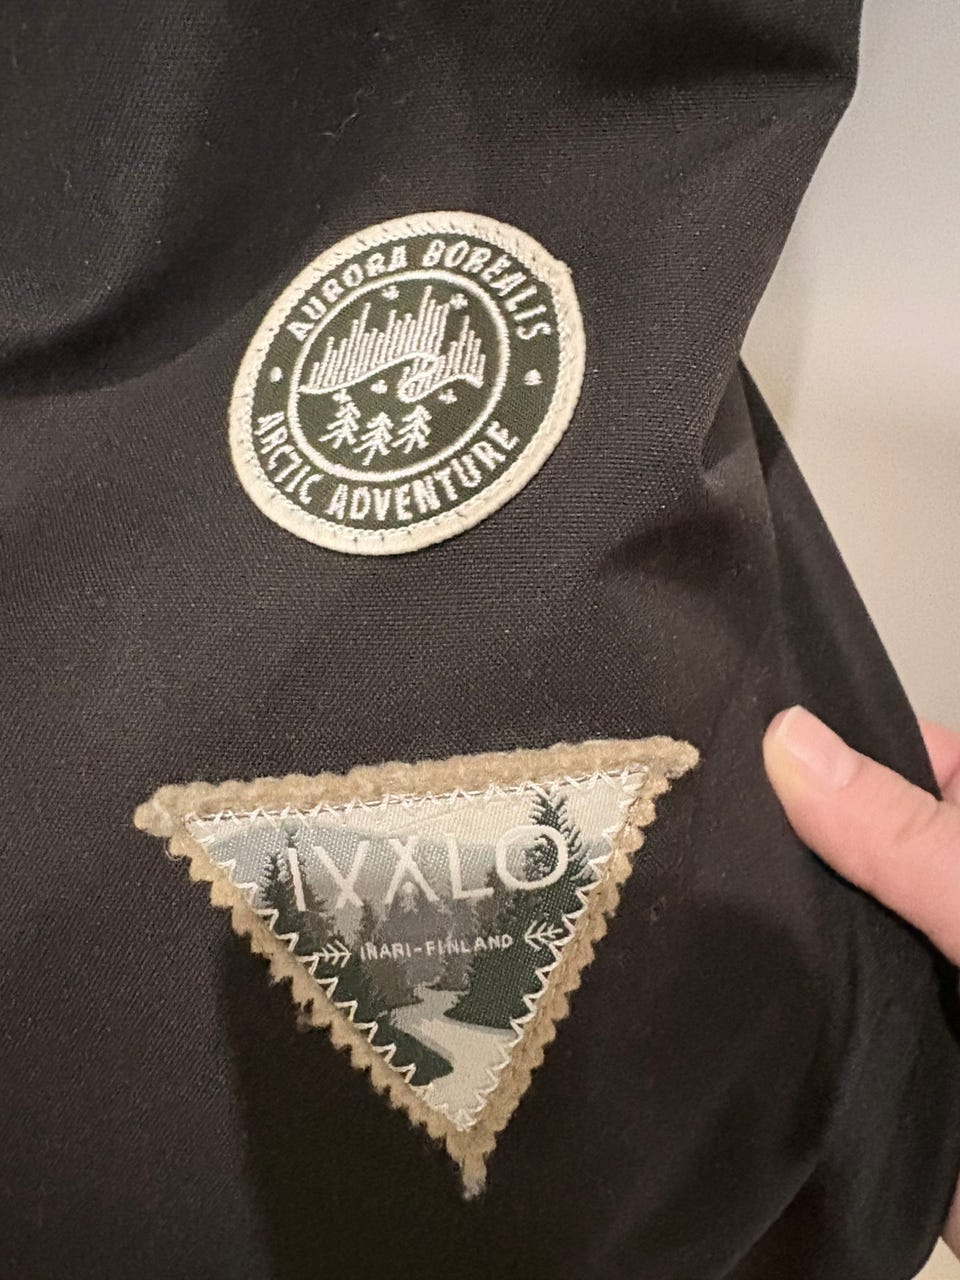 AURORA BOREALIS
ARCTIC ADVENTURE
IVALO
INARI-FINLAND